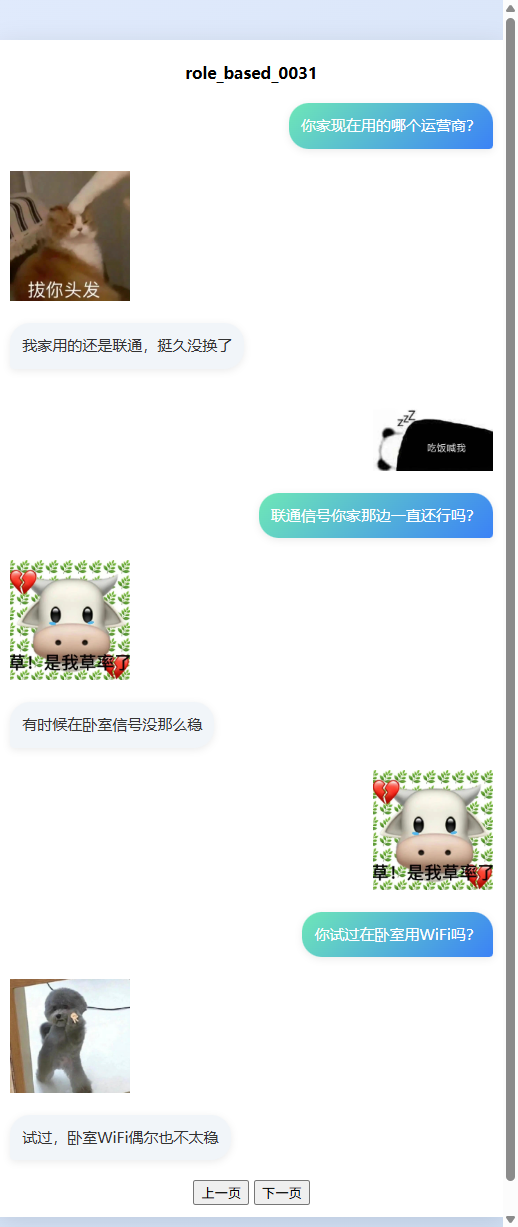 role_based_0031
你家现在用的哪个运营商？
拔你头发
我家用的还是联通，挺久没换了
zzZ
吃饭喊我
联通信号你家那边一直还行吗？
草！是我草率了
有时候在卧室信号没那么稳
草！是我草率了
你试过在卧室用WiFi吗？
试过，卧室WiFi偶尔也不太稳
上一页 下一页